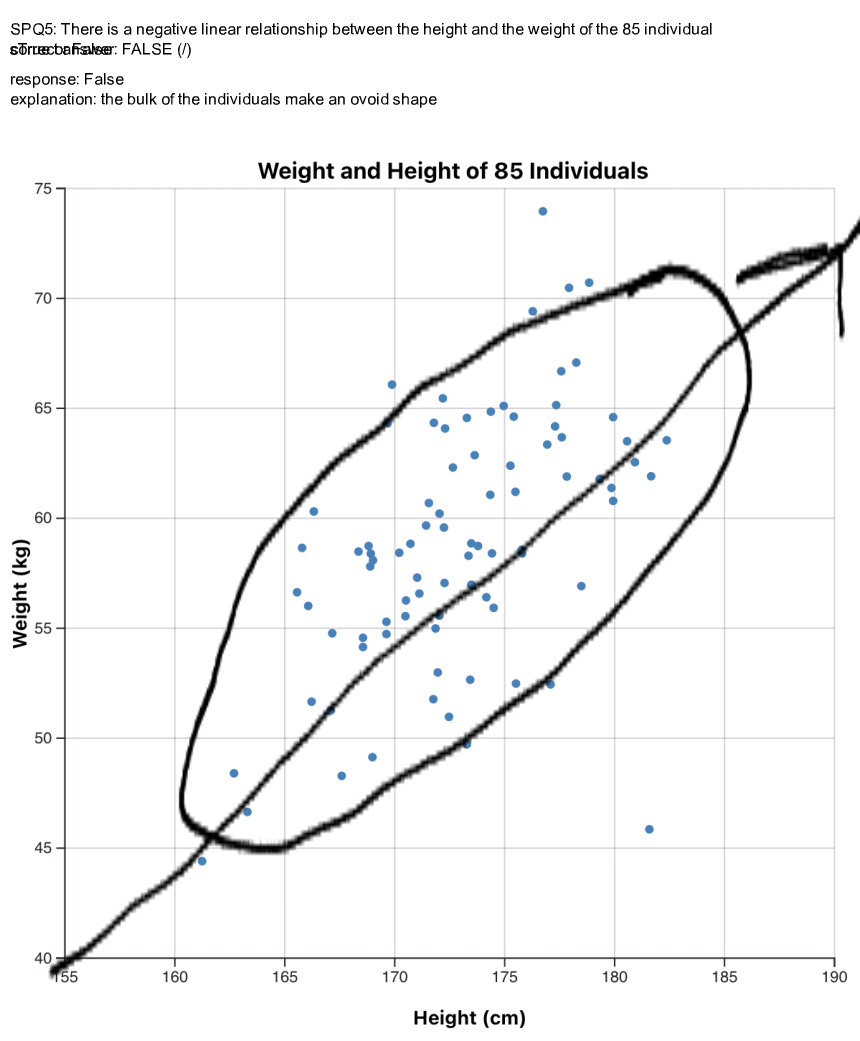 SPQ5: There is a negative linear relationship between the height and the weight of the 85 individual
FALSE (/)
response: False
explanation: the bulk of the individuals make an ovoid shape
Weight and Height of 85 Individuals
75
70
65
60
55
50
45
40
Weight (kg)
155 160 165 170 175 180 185 190
Height (cm)